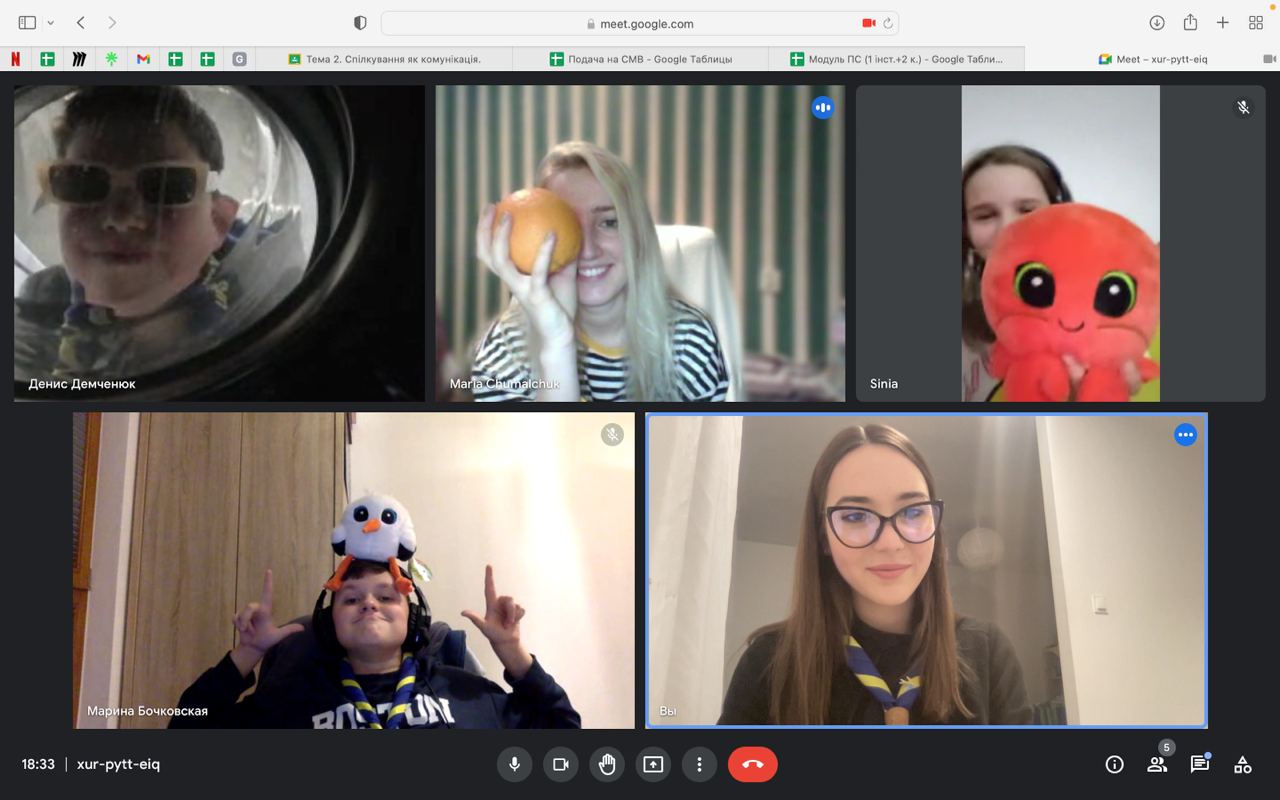 meet.google.com
N
G
Тема 2. Спілкування як комунікація.
Подача на СМВ - Google Таблицы
Модуль ПС (1 інст.+2 к.) - Google Табли...
Meet – xur-pytt-eiq
Денис Демченюк
Maria Chumalchuk
Sinia
BOSTON
Марина Бочковская
Вы
18:33 | xur-pytt-eiq
5